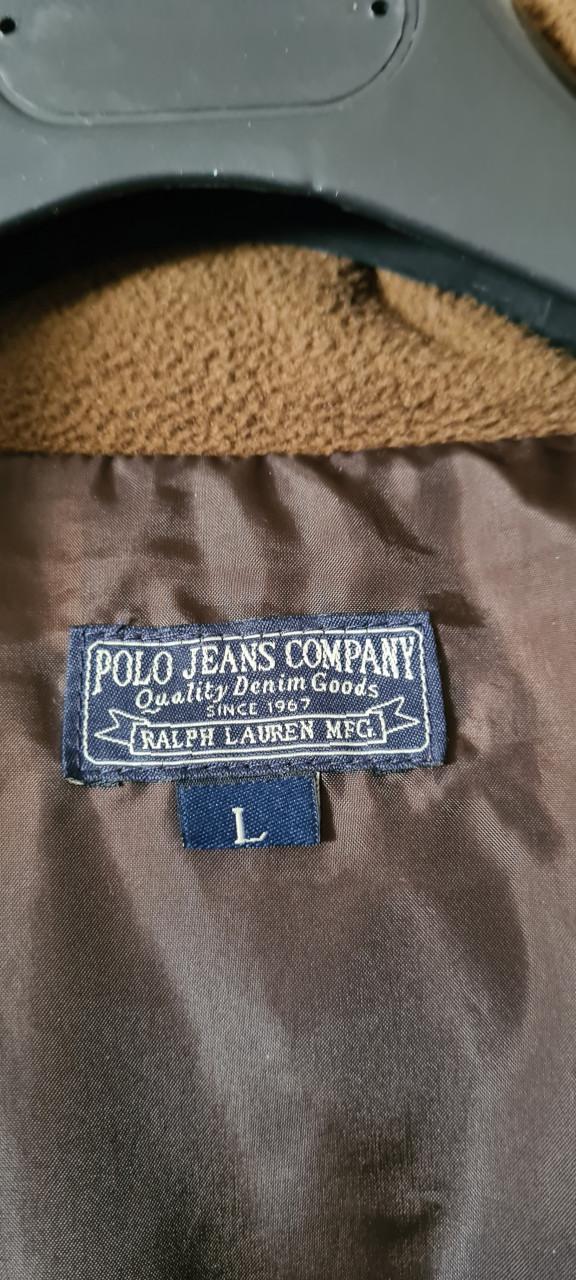 POLO JEANS COMPANY
Quality Denim Goods
SINCE 1967
RALPH LAUREN MFG.
L